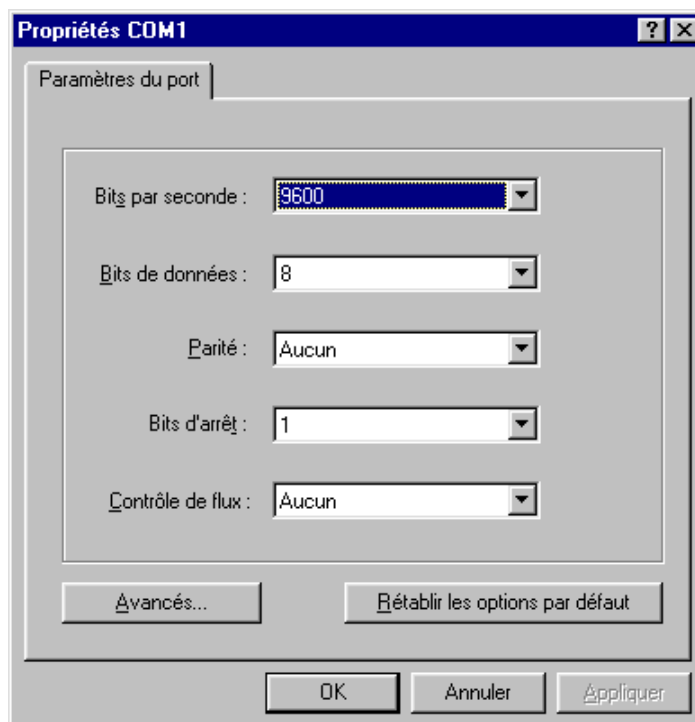 Propriétés COM1
Paramètres du port
Bits par seconde : 9600
Bits de données : 8
Parité : Aucun
Bits d'arrêt : 1
Contrôle de flux : Aucun
Avancés... Rétablir les options par défaut
OK Annuler Appliquer